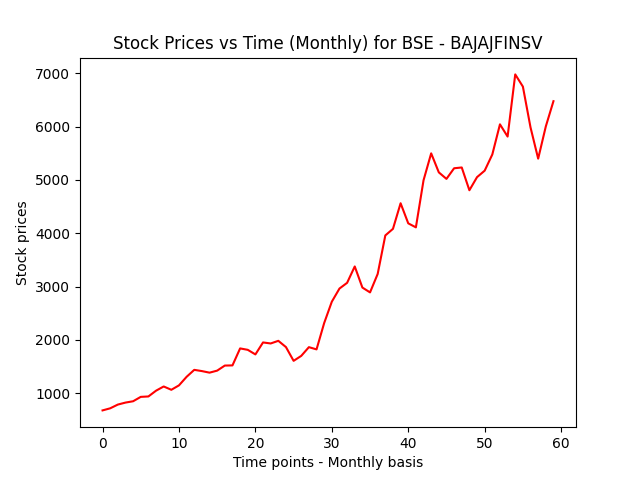 Stock Prices vs Time (Monthly) for BSE - BAJAJFINSV
7000
6000
5000
4000
3000
2000
1000
Stock prices
0 10 20 30 40 50 60
Time points - Monthly basis